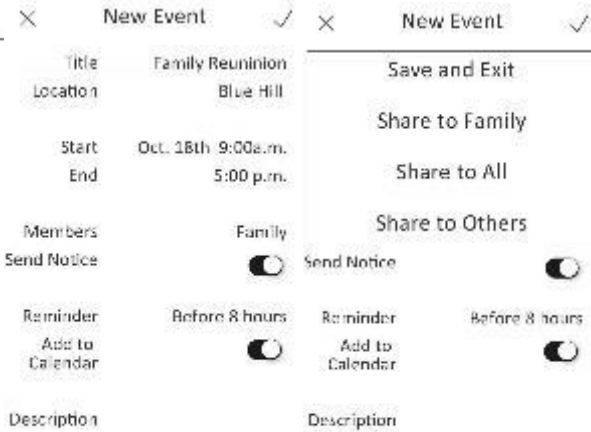 New Event
Title Family Reuninion
Location Blue Hill
Start Oct. 18th 9:00a.m.
End 5:00 p.m.
Members Family
Send Notice
Reminder Before 8 hours
Add to
Calendar
Description
New Event
Save and Exit
Share to Family
Share to All
Share to Others
Send Notice
Reminder Before 8 hours
Add to
Calendar
Description